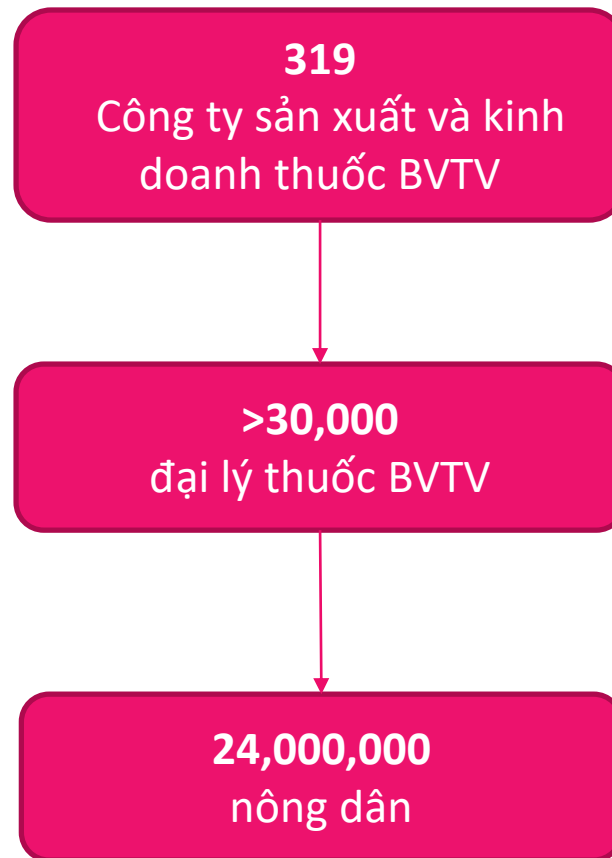 319
Công ty sản xuất và kinh
doanh thuốc BVTV
>30,000
đại lý thuốc BVTV
24,000,000
nông dân